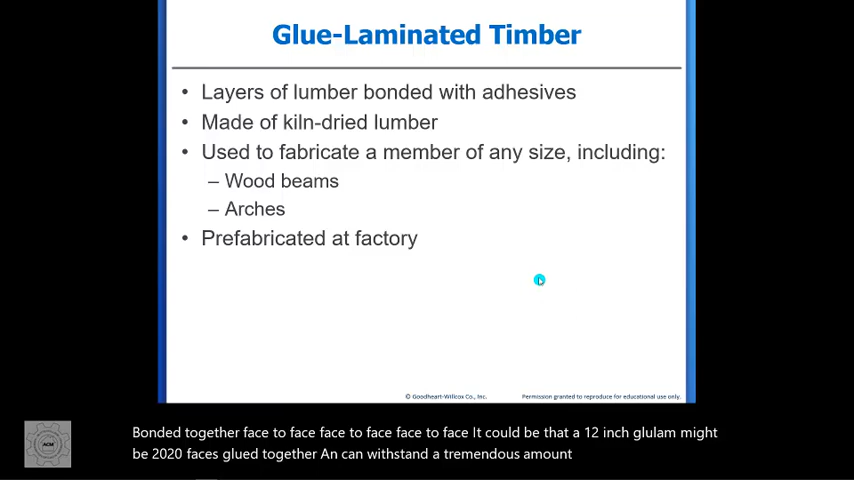 Glue-Laminated Timber
• Layers of lumber bonded with adhesives
• Made of kiln-dried lumber
• Used to fabricate a member of any size, including:
– Wood beams
– Arches
• Prefabricated at factory
© Goodheart-Willcox Co., Inc. Permission granted to reproduce for educational use only.
ACM
Bonded together face to face face to face face to face It could be that a 12 inch glulam might
be 2020 faces glued together An can withstand a tremendous amount